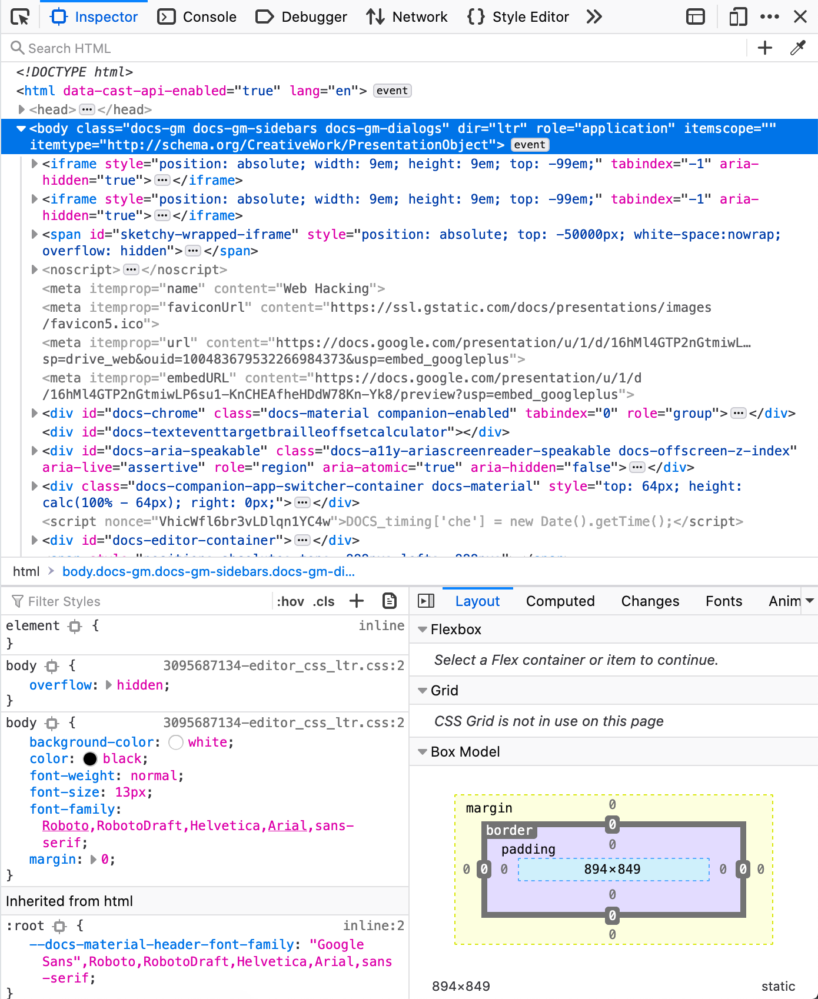 Inspector Console Debugger Network Style Editor
Search HTML
<!DOCTYPE html>
<html data-cast-api-enabled="true" lang="en"> event
<head> ••• </head>
<body class="docs-gm docs-gm-sidebars docs-gm-dialogs" dir="ltr" role="application" itemscope=""
itemtype="http://schema.org/CreativeWork/PresentationObject"> event
<iframe style="position: absolute; width: 9em; height: 9em; top: -99em;" tabindex="-1" aria-
hidden="true"> ••• </iframe>
<iframe style="position: absolute; width: 9em; height: 9em; top: -99em;" tabindex="-1" aria-
hidden="true"> ••• </iframe>
<span id="sketchy-wrapped-iframe" style="position: absolute; top: -50000px; white-space:nowrap;
overflow: hidden"> ••• </span>
<noscript> ••• </noscript>
<meta itemprop="name" content="Web Hacking">
<meta itemprop="faviconUrl" content="https://ssl.gstatic.com/docs/presentations/images
/favicon5.ico">
<meta itemprop="url" content="https://docs.google.com/presentation/u/1/d/16hMl4GTP2nGtmiwL…
sp=drive_web&ouid=100483679532266984373&usp=embed_googleplus">
<meta itemprop="embedURL" content="https://docs.google.com/presentation/u/1/d
/16hMl4GTP2nGtmiwLP6su1-KnCHEAfheHDdW78Kn-Yk8/preview?usp=embed_googleplus">
<div id="docs-chrome" class="docs-material companion-enabled" tabindex="0" role="group"> ••• </div>
<div id="docs-texteventtargetbrailleoffsetcalculator"></div>
<div id="docs-aria-speakable" class="docs-a11y-ariascreenreader-speakable docs-offscreen-z-index"
aria-live="assertive" role="region" aria-atomic="true" aria-hidden="false"> ••• </div>
<div class="docs-companion-app-switcher-container docs-material" style="top: 64px; height:
calc(100% - 64px); right: 0px;"> ••• </div>
<script nonce="VhicWfl6br3vLDlqn1YC4w">DOCS_timing['che'] = new Date().getTime();</script>
<div id="docs-editor-container"> ••• </div>
html > body.docs-gm.docs-gm-sidebars.docs-gm-di...
Filter Styles :hov .cls +
element {
inline
}
body {
3095687134-editor_css_ltr.css:2
overflow: hidden;
}
body {
3095687134-editor_css_ltr.css:2
background-color: white;
color: black;
font-weight: normal;
font-size: 13px;
font-family:
Roboto,RobotoDraft,Helvetica,Arial,sans-
serif;
margin: 0;
}
Inherited from html
:root {
inline:2
--docs-material-header-font-family: "Google
Sans",Roboto,RobotoDraft,Helvetica,Arial,sans
-serif;
}
Layout Computed Changes Fonts Anim
Flexbox
Select a Flex container or item to continue.
Grid
CSS Grid is not in use on this page
Box Model
margin 0
border 0
padding 0
0 0 0 894×849 0 0 0
0
0
0
894×849 static